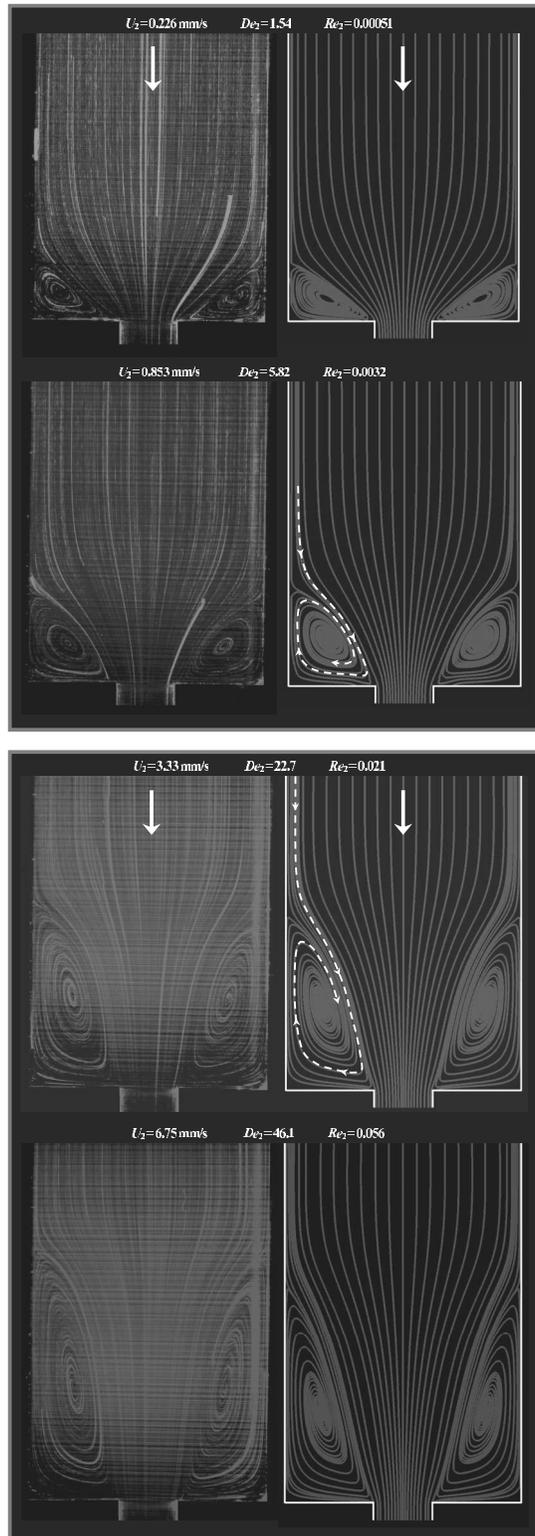 U2=0.226 mm/s De2=1.54 Re2=0.00051
U2=0.853 mm/s De2=5.82 Re2=0.0032
U2=3.33 mm/s De2=22.7 Re2=0.021
U2=6.75 mm/s De2=46.1 Re2=0.056